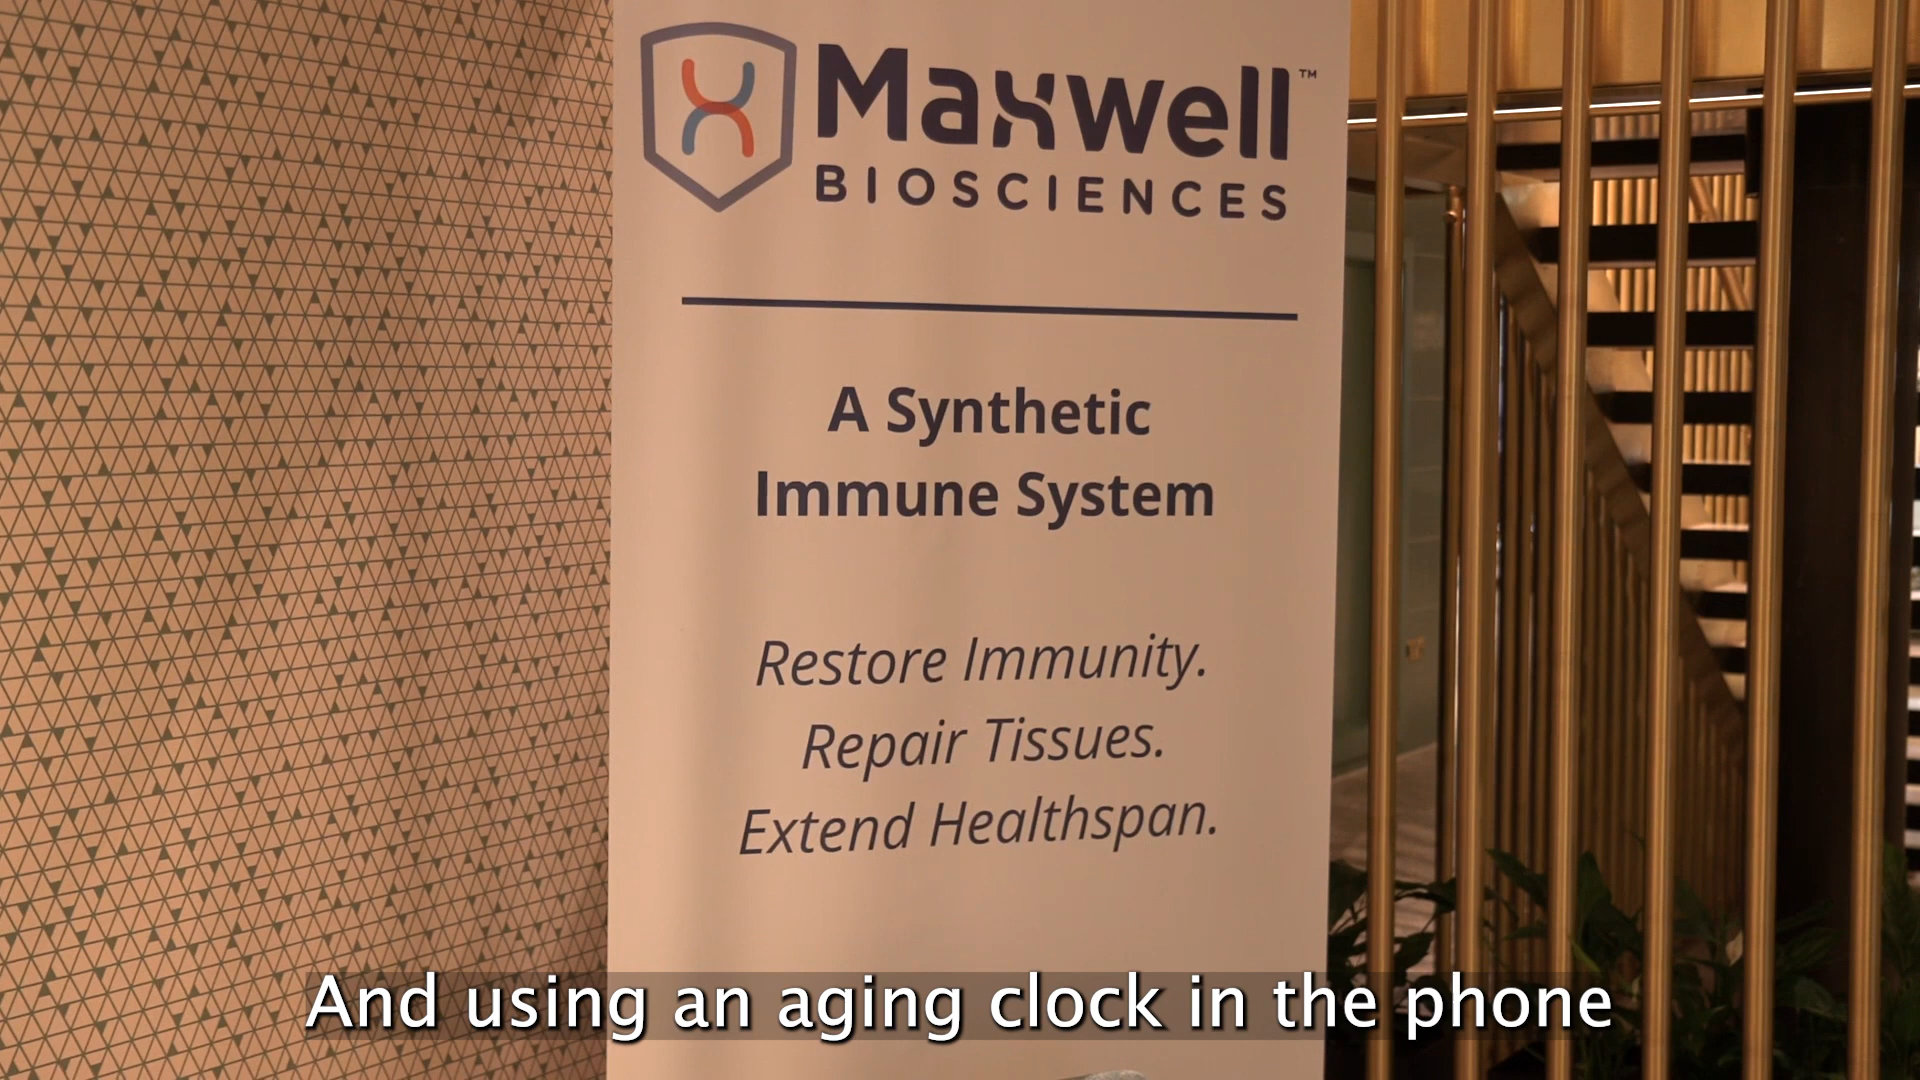 Maxwell™
BIOSCIENCES
A Synthetic
Immune System
Restore Immunity.
Repair Tissues.
Extend Healthspan.
And using an aging clock in the phone